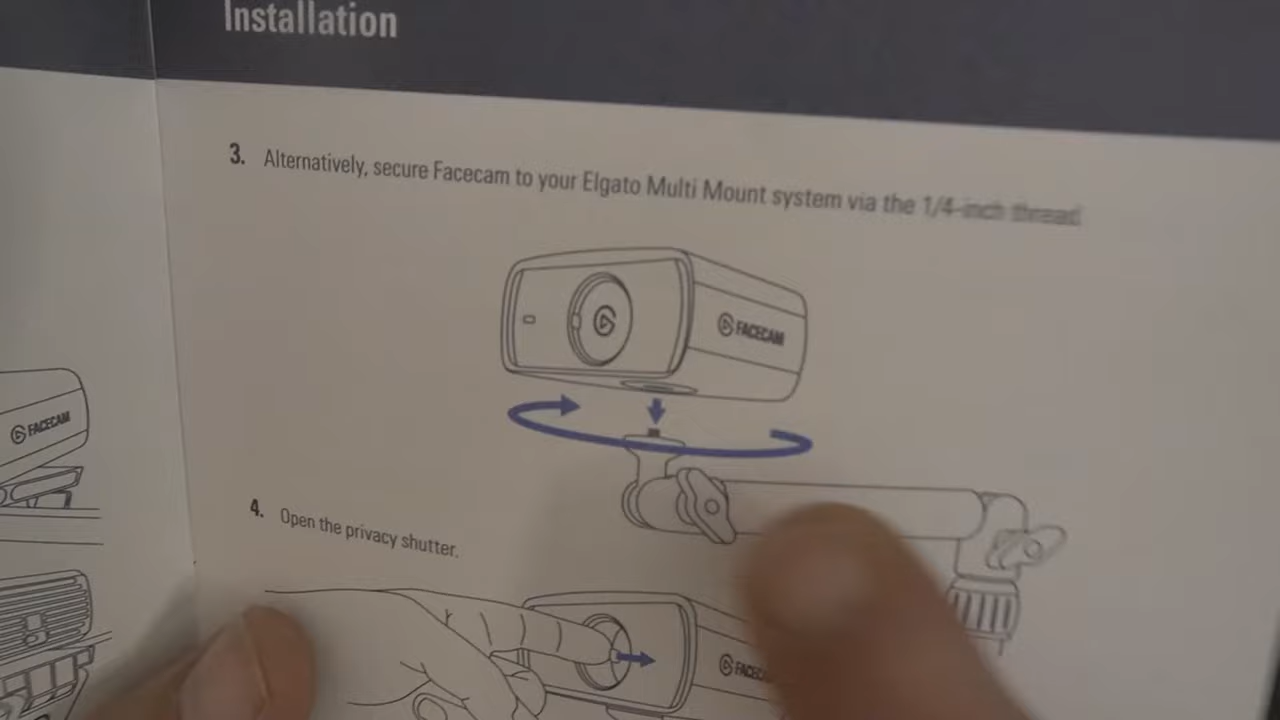 Installation
3. Alternatively, secure Facecam to your Elgato Multi Mount system via the 1/4-inch thread.
FACECAM
FACECAM
4. Open the privacy shutter.
FACECAM